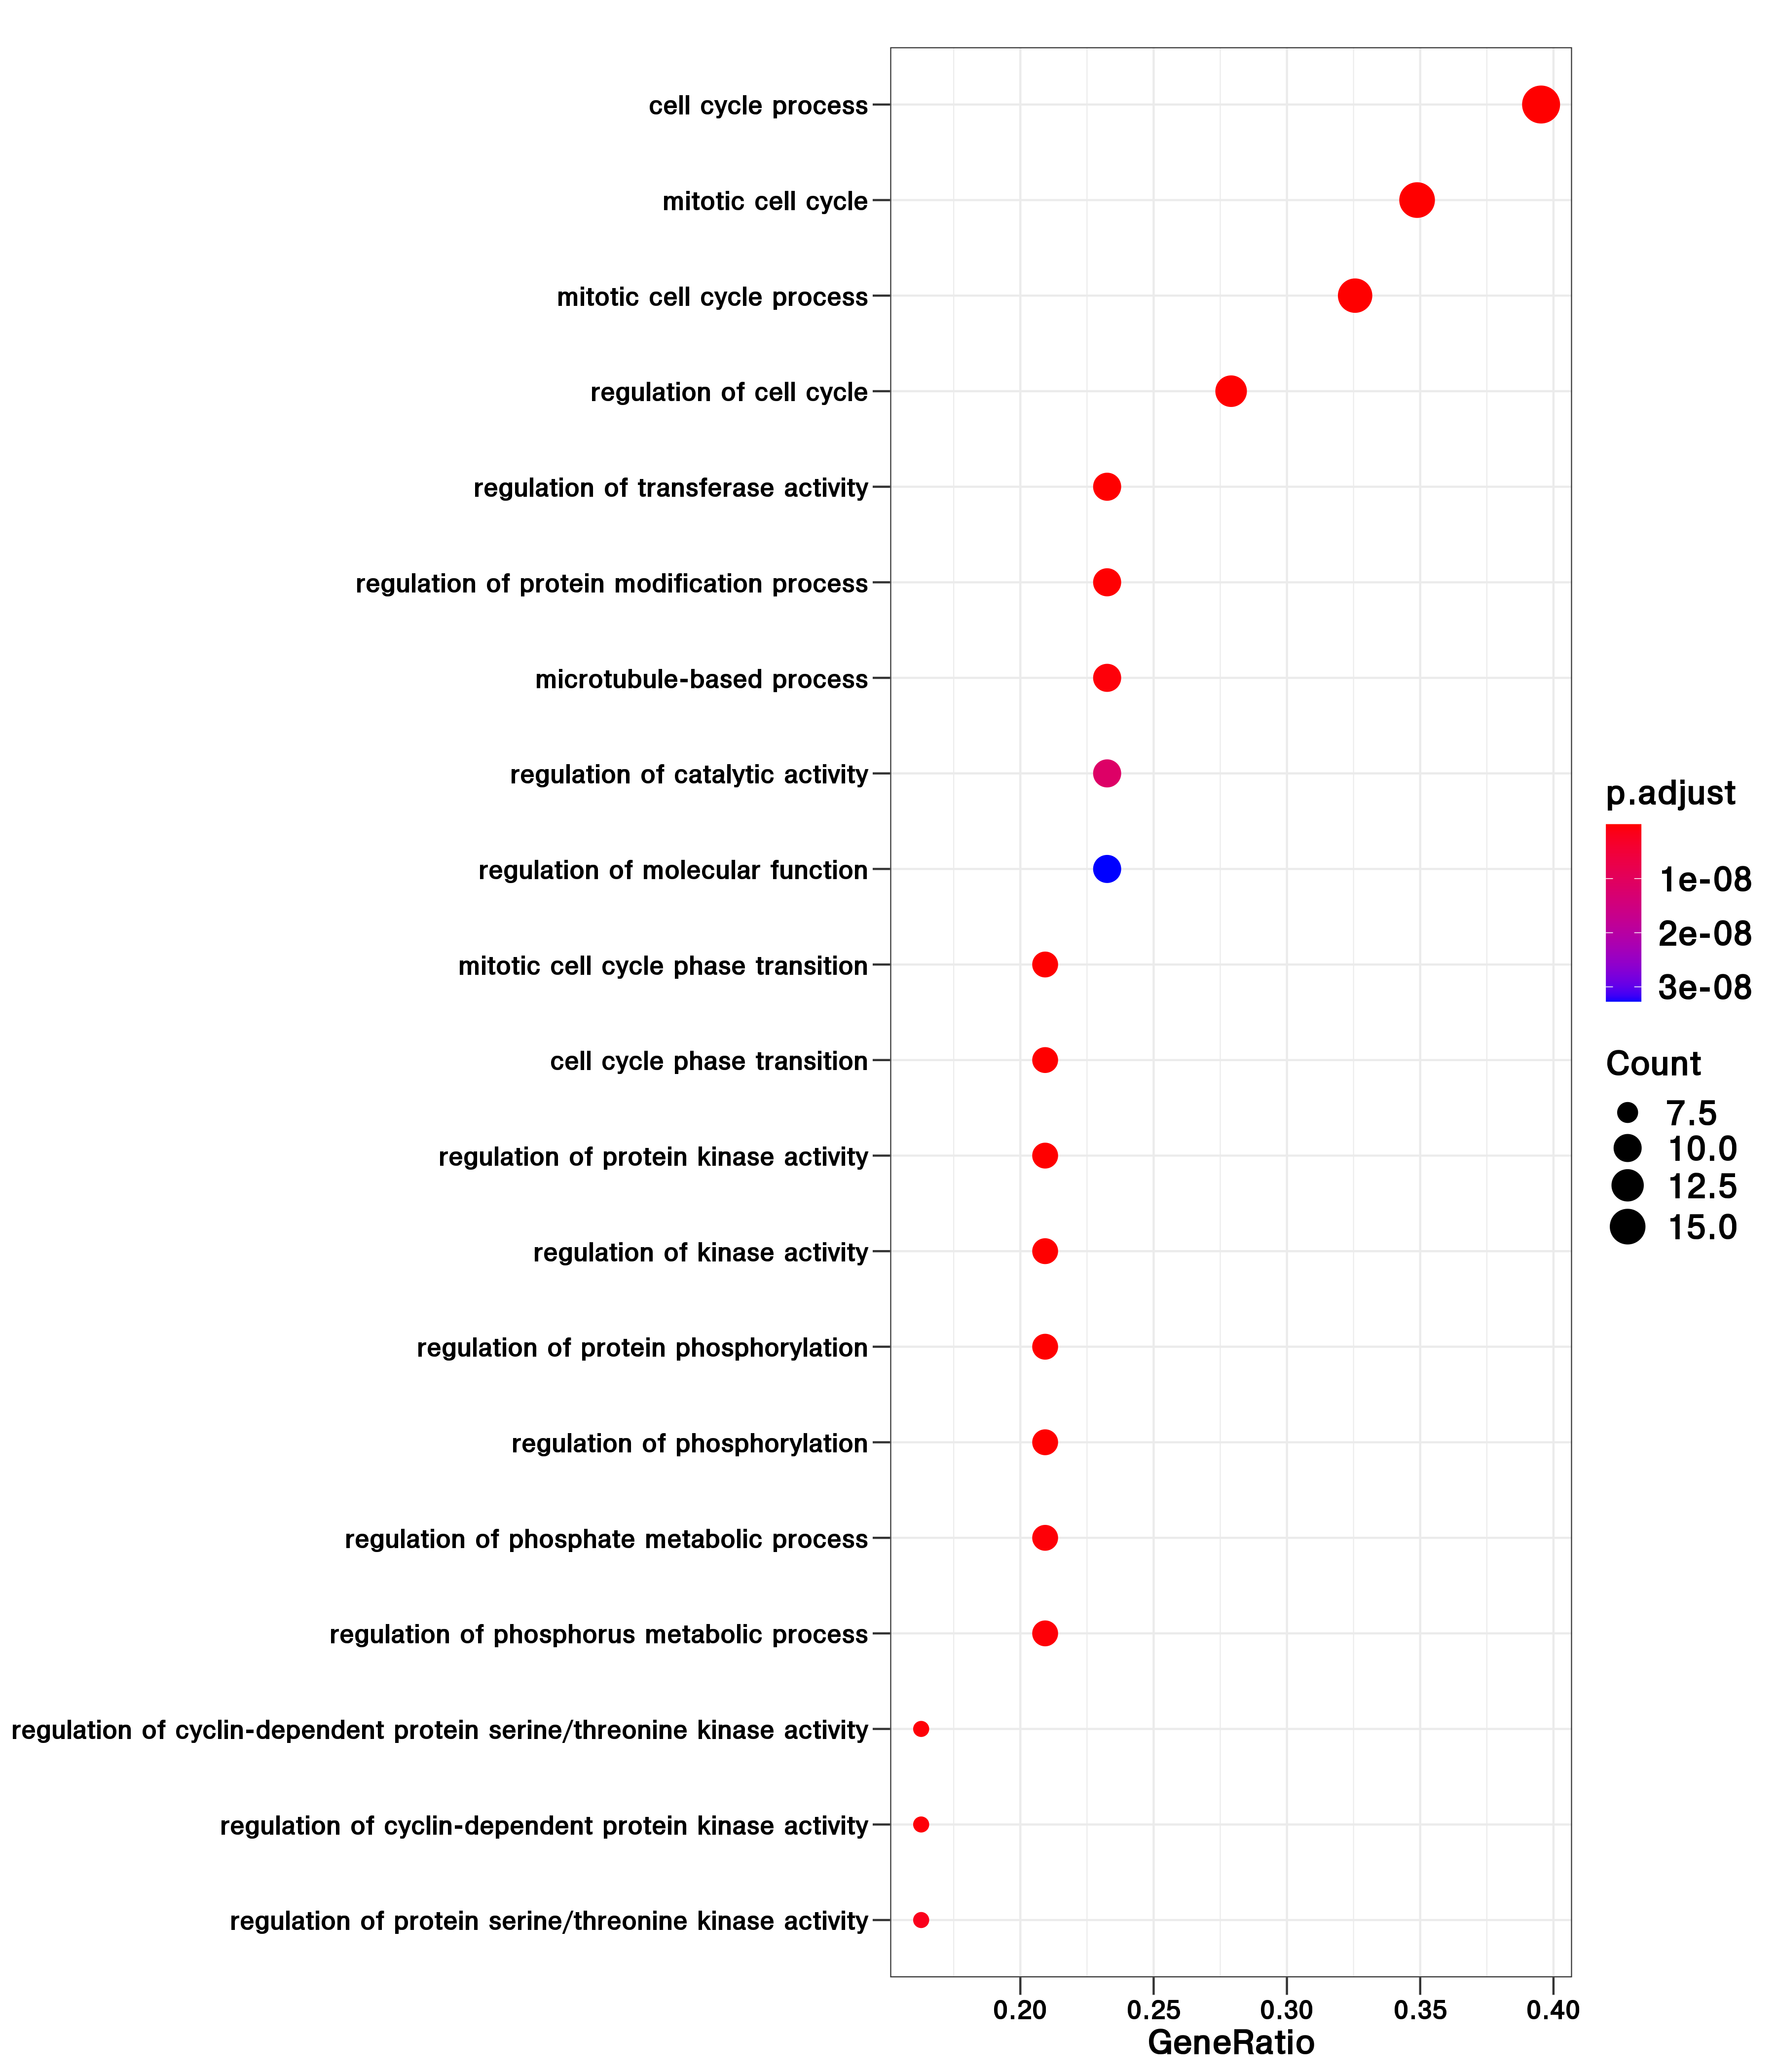 cell cycle process
mitotic cell cycle
mitotic cell cycle process
regulation of cell cycle
regulation of transferase activity
regulation of protein modification process
microtubule-based process
regulation of catalytic activity
regulation of molecular function
mitotic cell cycle phase transition
cell cycle phase transition
regulation of protein kinase activity
regulation of kinase activity
regulation of protein phosphorylation
regulation of phosphorylation
regulation of phosphate metabolic process
regulation of phosphorus metabolic process
regulation of cyclin-dependent protein serine/threonine kinase activity
regulation of cyclin-dependent protein kinase activity
regulation of protein serine/threonine kinase activity
0.20 0.25 0.30 0.35 0.40
GeneRatio
p.adjust
1e-08
2e-08
3e-08
Count
7.5
10.0
12.5
15.0